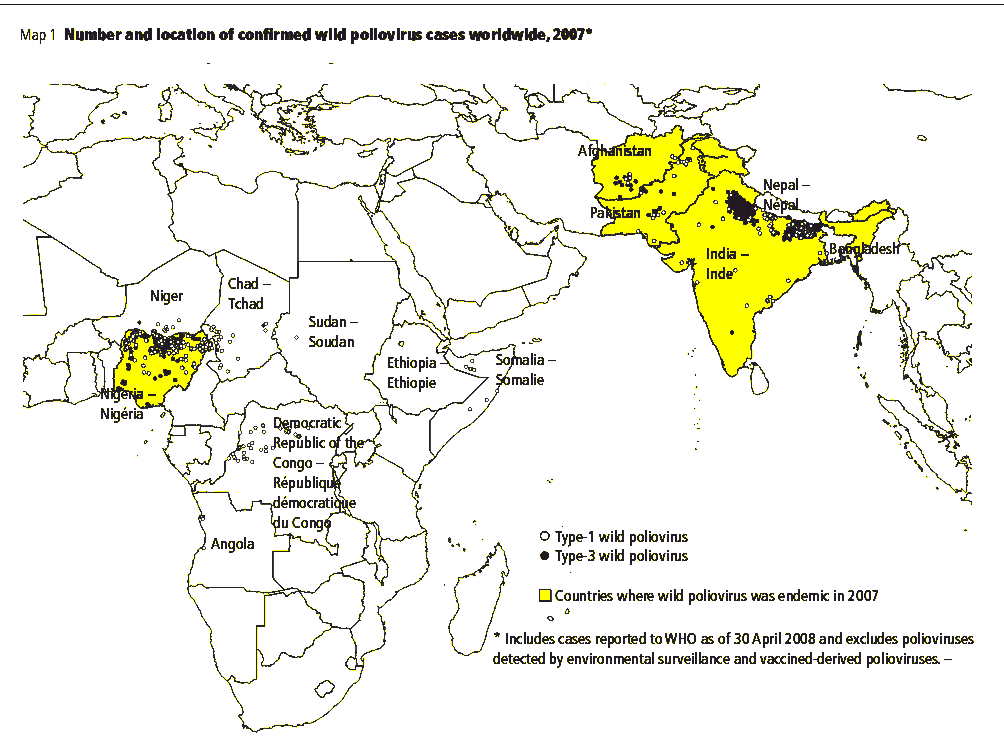 Map 1 Number and location of confirmed wild poliovirus cases worldwide, 2007*
Afghanistan
Nepal –
Népal
Pakistan
India –
Inde
Bangladesh
Niger
Chad –
Tchad
Sudan –
Soudan
Ethiopia –
Ethiopie
Somalia –
Somalie
Nigeria –
Nigéria
Democratic
Republic of the
Congo –
République
démocratique
du Congo
Angola
Type-1 wild poliovirus
Type-3 wild poliovirus
Countries where wild poliovirus was endemic in 2007
* Includes cases reported to WHO as of 30 April 2008 and excludes polioviruses
detected by environmental surveillance and vaccined-derived polioviruses. –